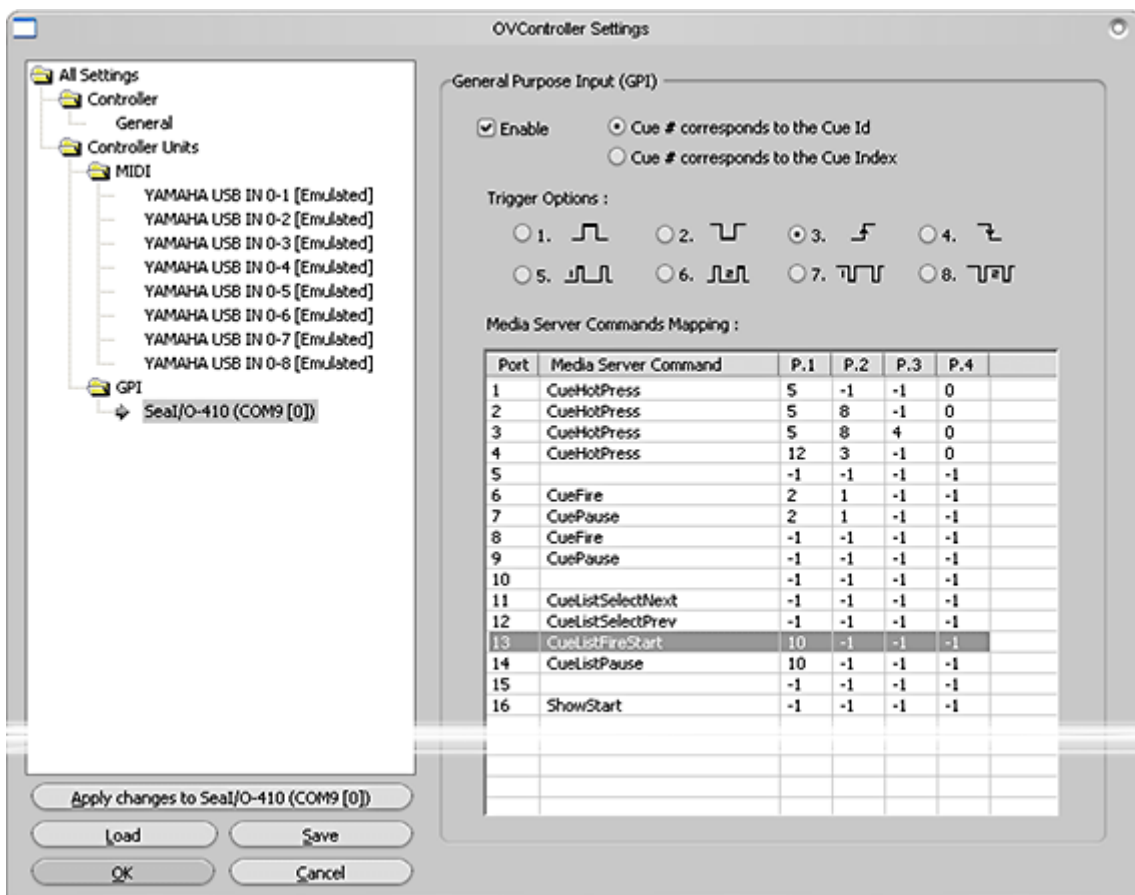 OVController Settings
All Settings
Controller
General
Controller Units
MIDI
YAMAHA USB IN 0-1 [Emulated]
YAMAHA USB IN 0-2 [Emulated]
YAMAHA USB IN 0-3 [Emulated]
YAMAHA USB IN 0-4 [Emulated]
YAMAHA USB IN 0-5 [Emulated]
YAMAHA USB IN 0-6 [Emulated]
YAMAHA USB IN 0-7 [Emulated]
YAMAHA USB IN 0-8 [Emulated]
GPI
SeaI/O-410 (COM9 [0])
Apply changes to SeaI/O-410 (COM9 [0])
Load Save
OK Cancel
General Purpose Input (GPI)
Enable Cue # corresponds to the Cue Id
Cue # corresponds to the Cue Index
Trigger Options :
1. 2. 3. 4.
5. 1 6. 2 7. 1 8. 2
Media Server Commands Mapping :
Port Media Server Command P.1 P.2 P.3 P.4
1 CueHotPress 5 -1 -1 0
2 CueHotPress 5 8 -1 0
3 CueHotPress 5 8 4 0
4 CueHotPress 12 3 -1 0
5 -1 -1 -1 -1
6 CueFire 2 1 -1 -1
7 CuePause 2 1 -1 -1
8 CueFire -1 -1 -1 -1
9 CuePause -1 -1 -1 -1
10 -1 -1 -1 -1
11 CueListSelectNext -1 -1 -1 -1
12 CueListSelectPrev -1 -1 -1 -1
13 CueListFireStart 10 -1 -1 -1
14 CueListPause 10 -1 -1 -1
15 -1 -1 -1 -1
16 ShowStart -1 -1 -1 -1